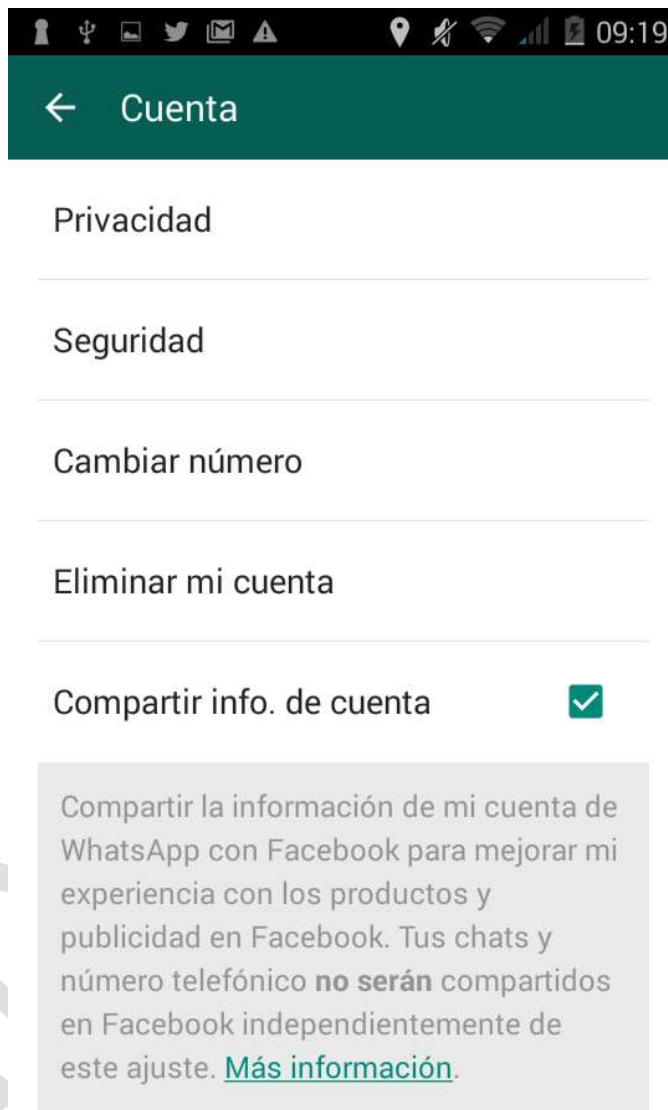 09:19
Cuenta
Privacidad
Seguridad
Cambiar número
Eliminar mi cuenta
Compartir info. de cuenta
Compartir la información de mi cuenta de
WhatsApp con Facebook para mejorar mi
experiencia con los productos y
publicidad en Facebook. Tus chats y
número telefónico no serán compartidos
en Facebook independientemente de
este ajuste. Más información.